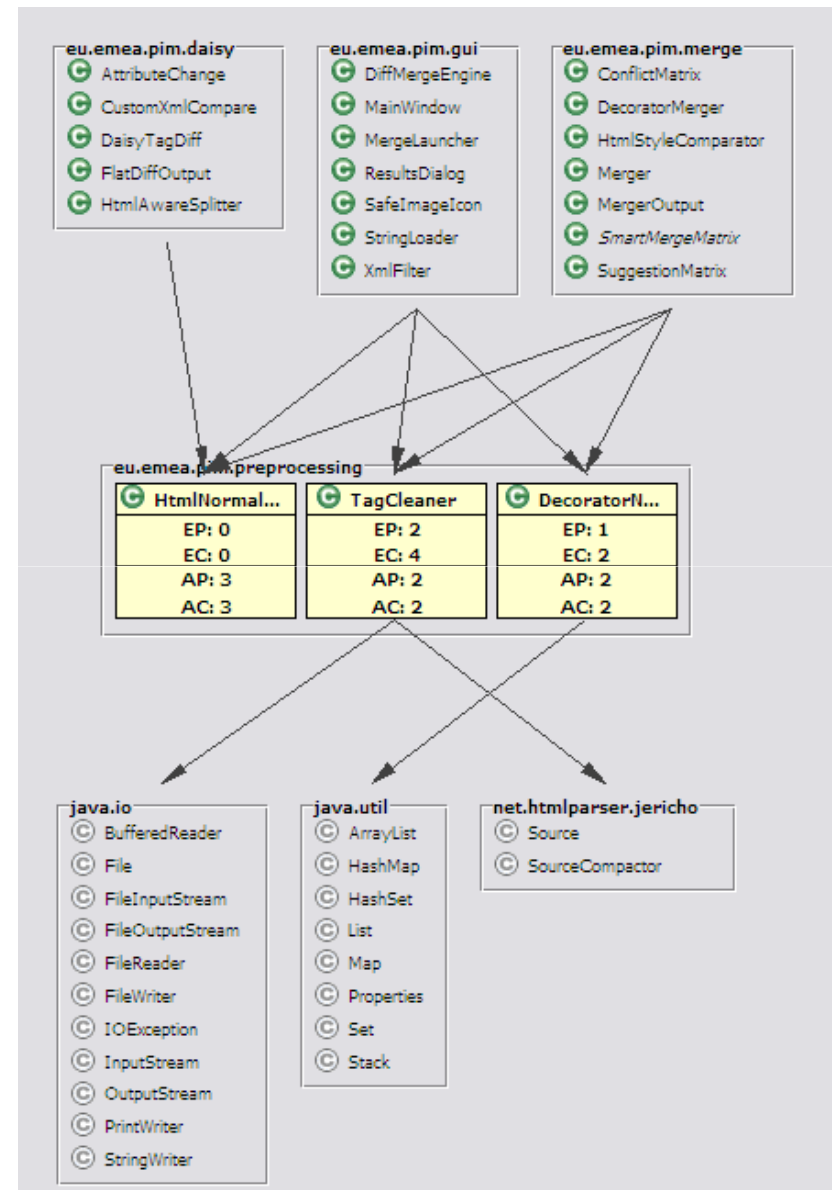 eu.emea.pim.daisy
AttributeChange
CustomXmlCompare
DaisyTagDiff
FlatDiffOutput
HtmlAwareSplitter
eu.emea.pim.gui
DiffMergeEngine
MainWindow
MergeLauncher
ResultsDialog
SafeImageIcon
StringLoader
XmlFilter
eu.emea.pim.merge
ConflictMatrix
DecoratorMerger
HtmlStyleComparator
Merger
MergerOutput
SmartMergeMatrix
SuggestionMatrix
eu.emea.pim.preprocessing
HtmlNormal...
EP: 0
EC: 0
AP: 3
AC: 3
TagCleaner
EP: 2
EC: 4
AP: 2
AC: 2
DecoratorN...
EP: 1
EC: 2
AP: 2
AC: 2
java.io
BufferedReader
File
FileInputStream
FileOutputStream
FileReader
FileWriter
IOException
InputStream
OutputStream
PrintWriter
StringWriter
java.util
ArrayList
HashMap
HashSet
List
Map
Properties
Set
Stack
net.htmlparser.jericho
Source
SourceCompactor